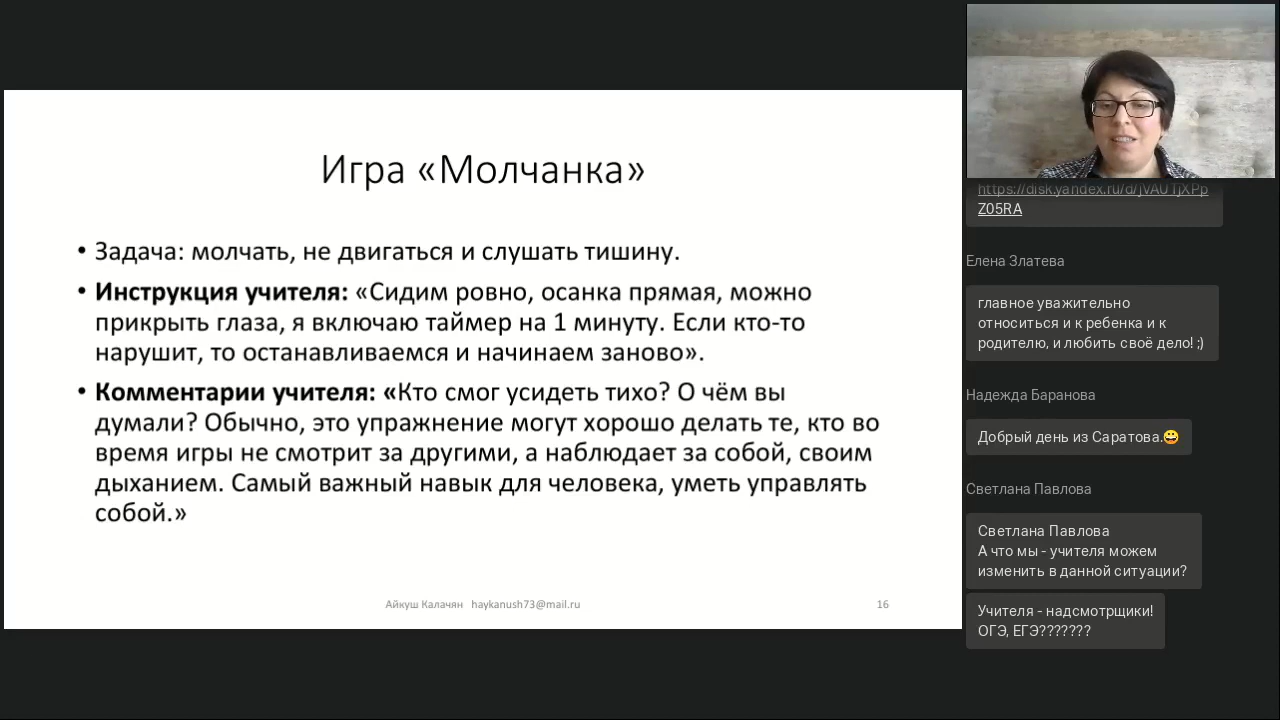 Игра «Молчанка»
• Задача: молчать, не двигаться и слушать тишину.
• Инструкция учителя: «Сидим ровно, осанка прямая, можно
прикрыть глаза, я включаю таймер на 1 минуту. Если кто-то
нарушит, то останавливаемся и начинаем заново».
• Комментарии учителя: «Кто смог усидеть тихо? О чём вы
думали? Обычно, это упражнение могут хорошо делать те, кто во
время игры не смотрит за другими, а наблюдает за собой, своим
дыханием. Самый важный навык для человека, уметь управлять
собой.»
Айкуш Калачян haykanush73@mail.ru
16
Z05RA
Елена Златева
главное уважительно
относиться и к ребенка и к
родителю, и любить своё дело! ;)
Надежда Баранова
Добрый день из Саратова.😀
Светлана Павлова
Светлана Павлова
А что мы - учителя можем
изменить в данной ситуации?
Учителя - надсмотрщики!
ОГЭ, ЕГЭ???????